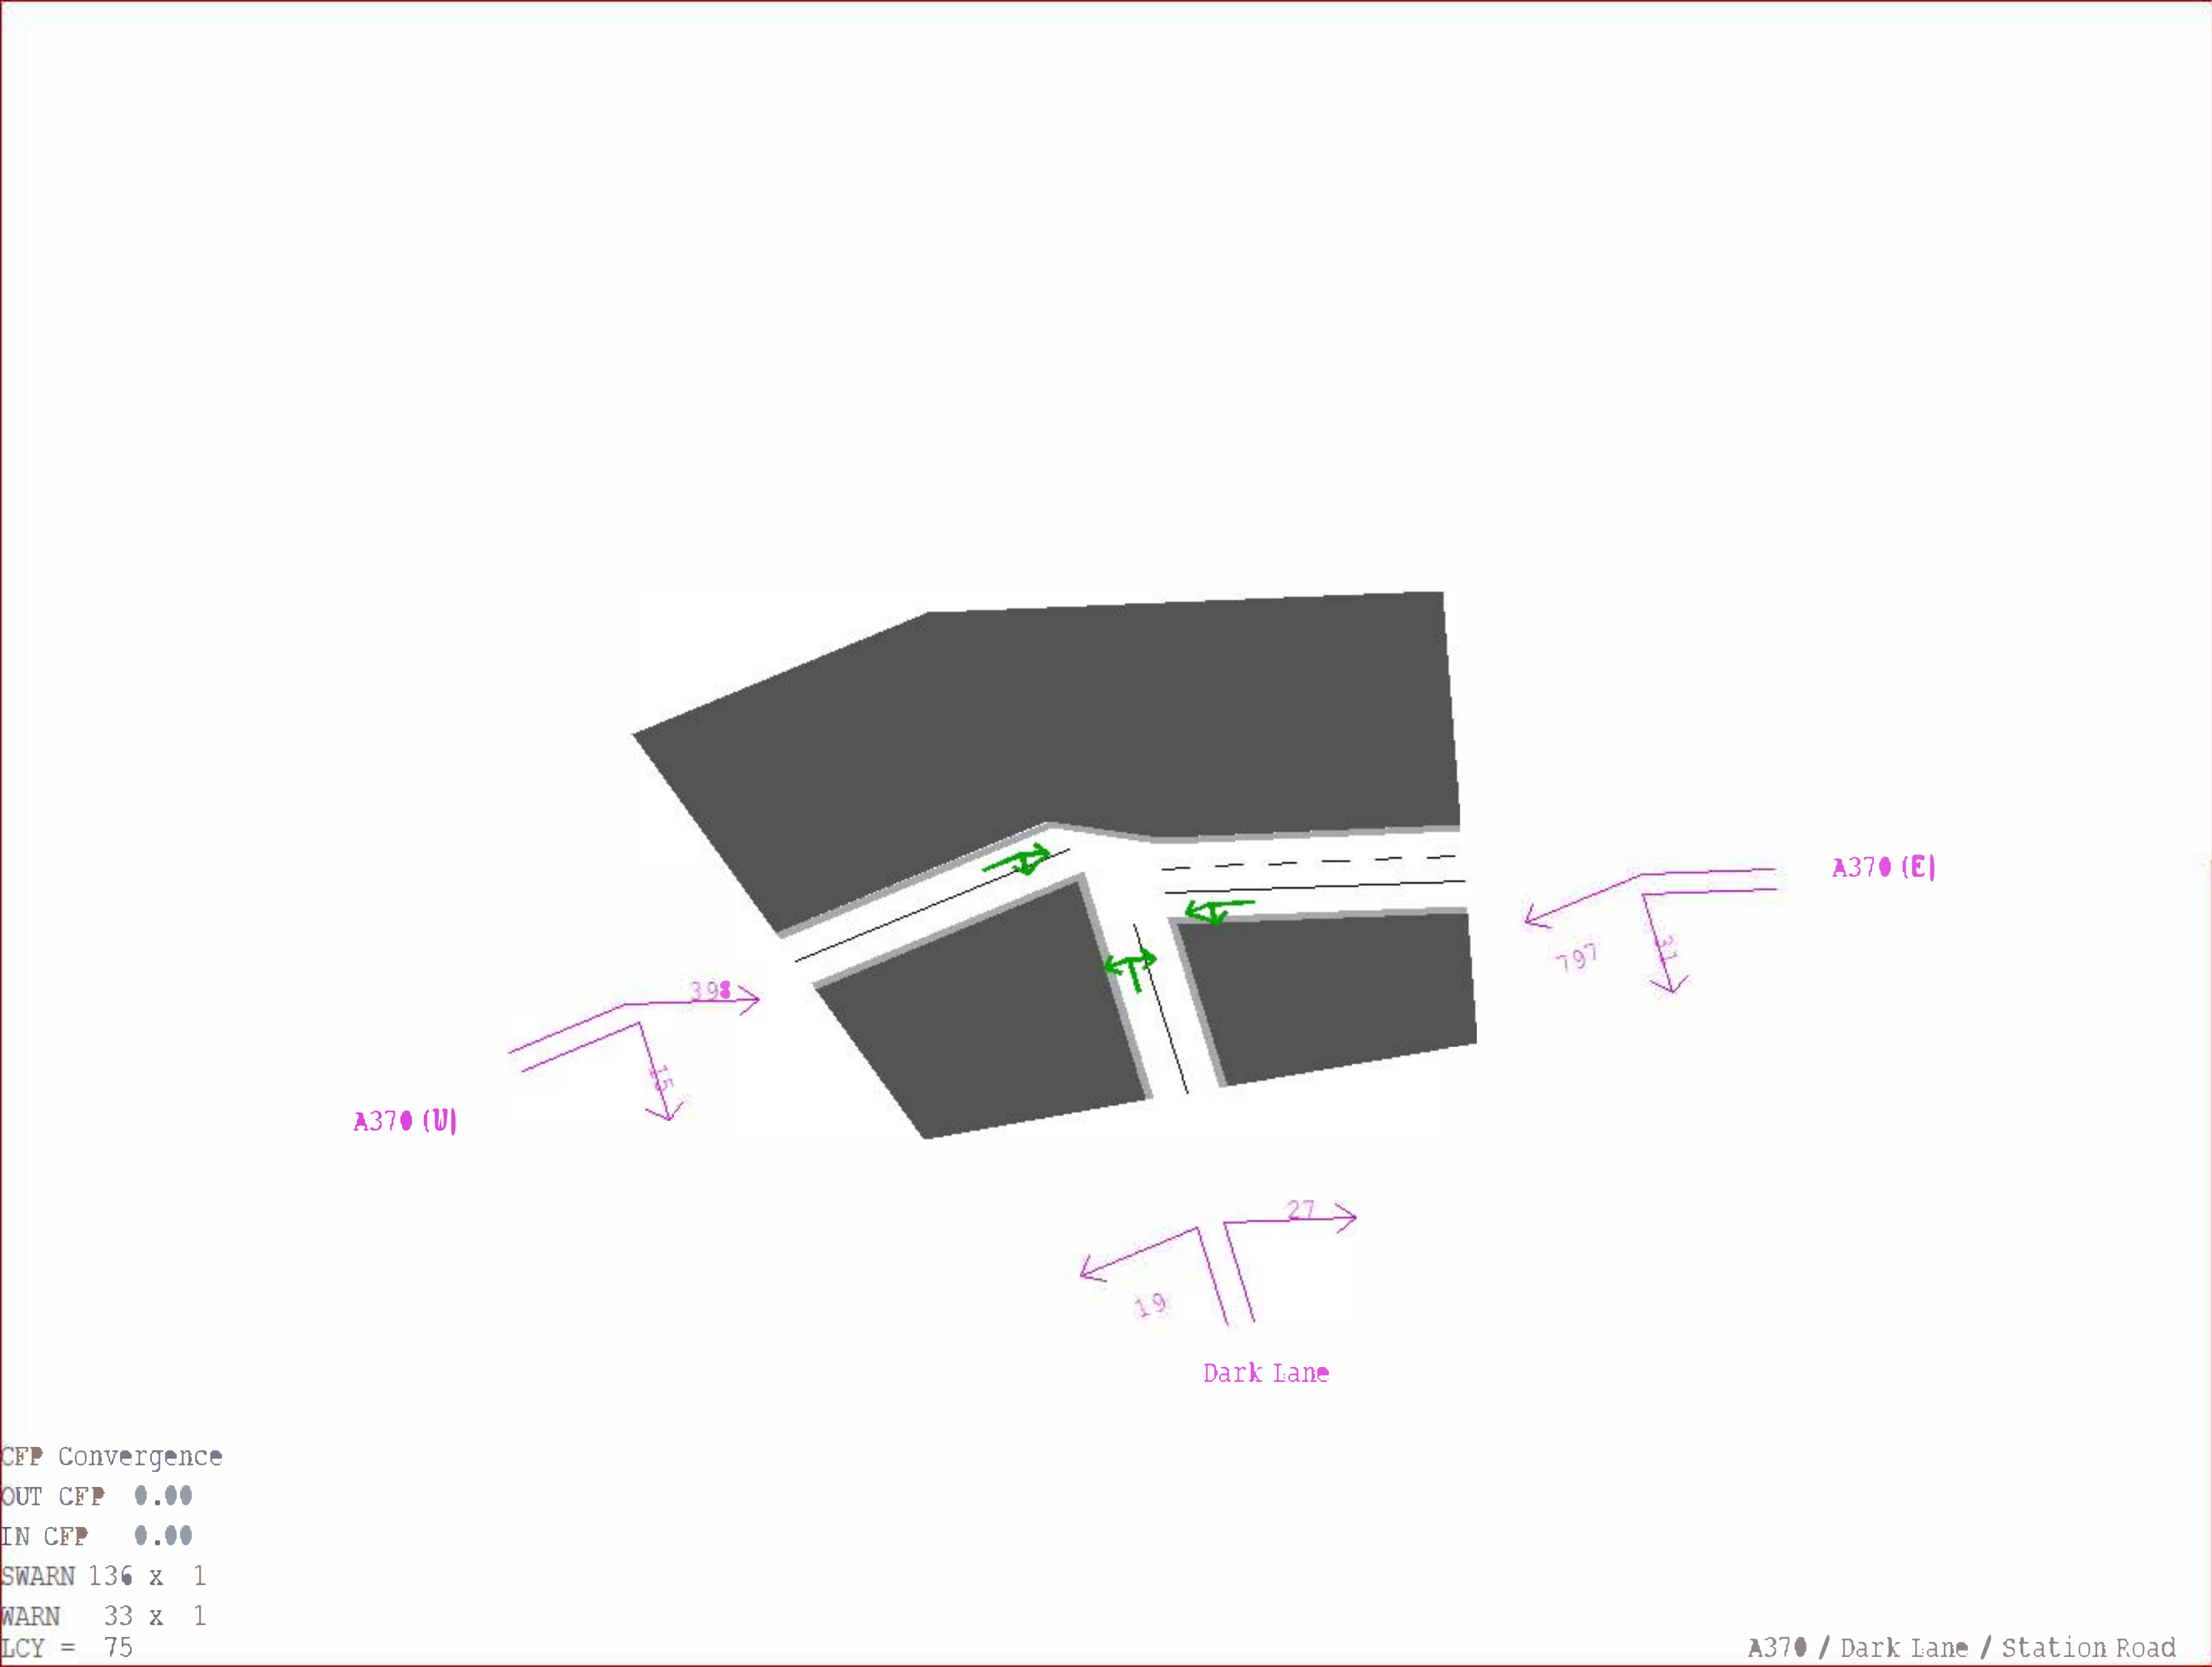 A370 (E)
797
398
15
A370 (W)
27
19
Dark Lane
CFP Convergence
OUT CFP 0.00
IN CFP 0.00
SWARN 136 x 1
WARN 33 x 1
LCY = 75
A370 / Dark Lane / Station Road